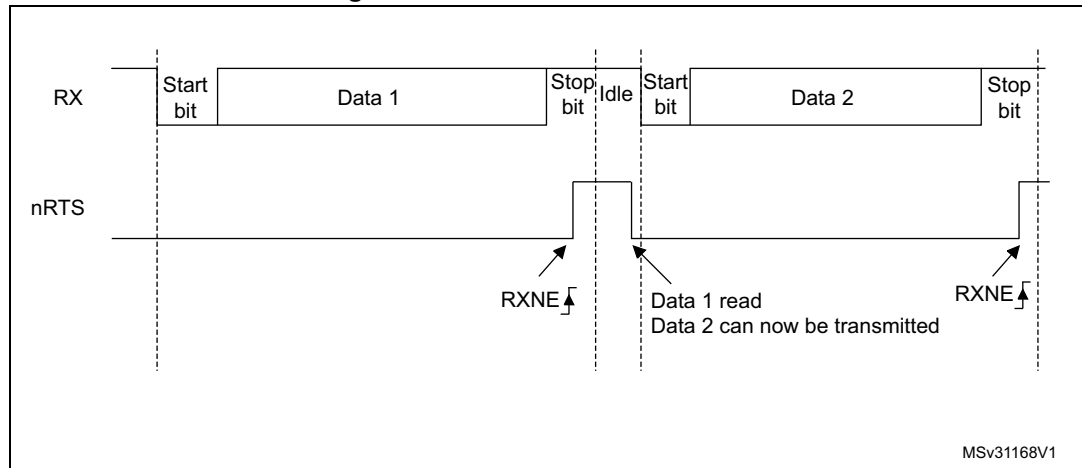 RX
Start
bit
Data 1
Stop
bit
Idle
Start
bit
Data 2
Stop
bit
nRTS
RXNE
Data 1 read
Data 2 can now be transmitted
RXNE
MSv31168V1